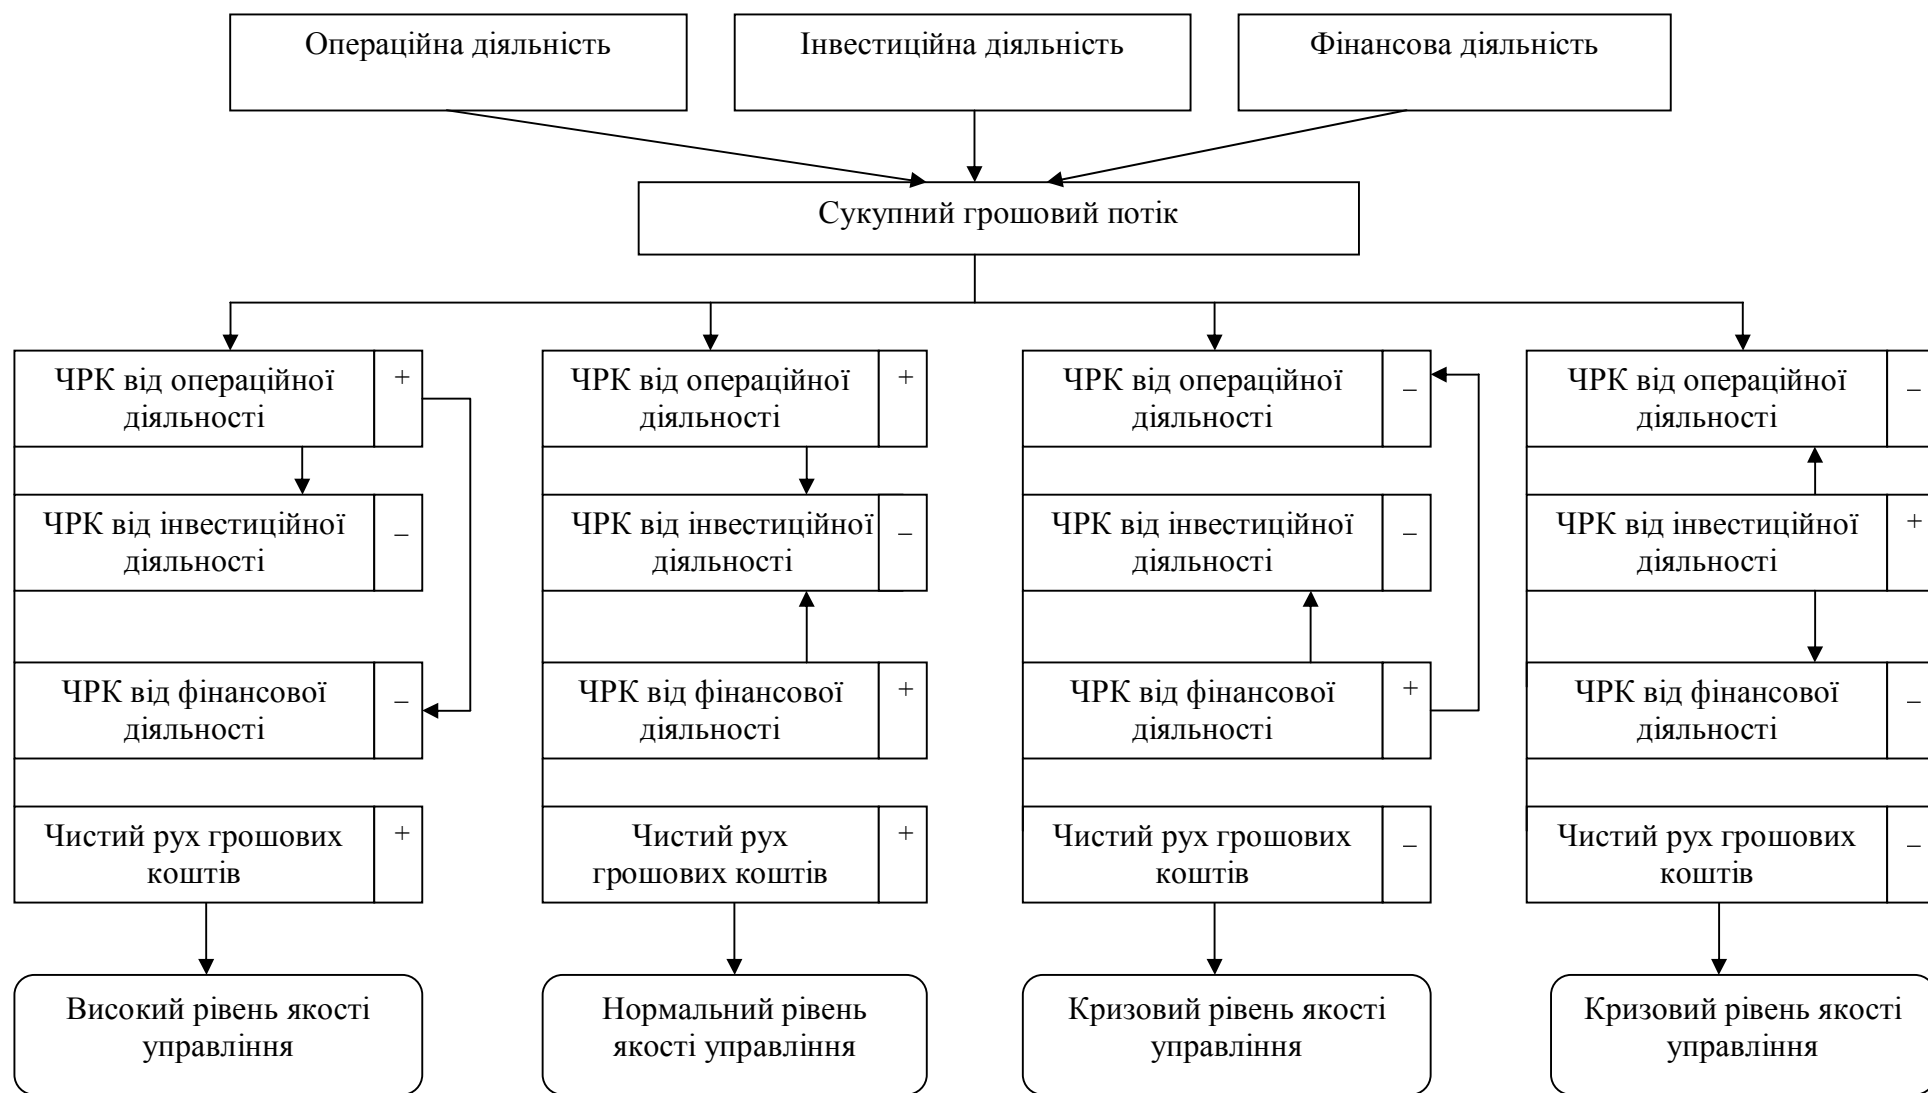 Операційна діяльність
Інвестиційна діяльність
Фінансова діяльність
Сукупний грошовий потік
ЧРК від операційної
діяльності
+
ЧРК від інвестиційної
діяльності
–
ЧРК від фінансової
діяльності
–
Чистий рух грошових
коштів
+
Високий рівень якості
управління
ЧРК від операційної
діяльності
+
ЧРК від інвестиційної
діяльності
–
ЧРК від фінансової
діяльності
+
Чистий рух
грошових коштів
+
Нормальний рівень
якості управління
ЧРК від операційної
діяльності
–
ЧРК від інвестиційної
діяльності
–
ЧРК від фінансової
діяльності
+
Чистий рух грошових
коштів
–
Кризовий рівень якості
управління
ЧРК від операційної
діяльності
–
ЧРК від інвестиційної
діяльності
+
ЧРК від фінансової
діяльності
–
Чистий рух грошових
коштів
–
Кризовий рівень якості
управління